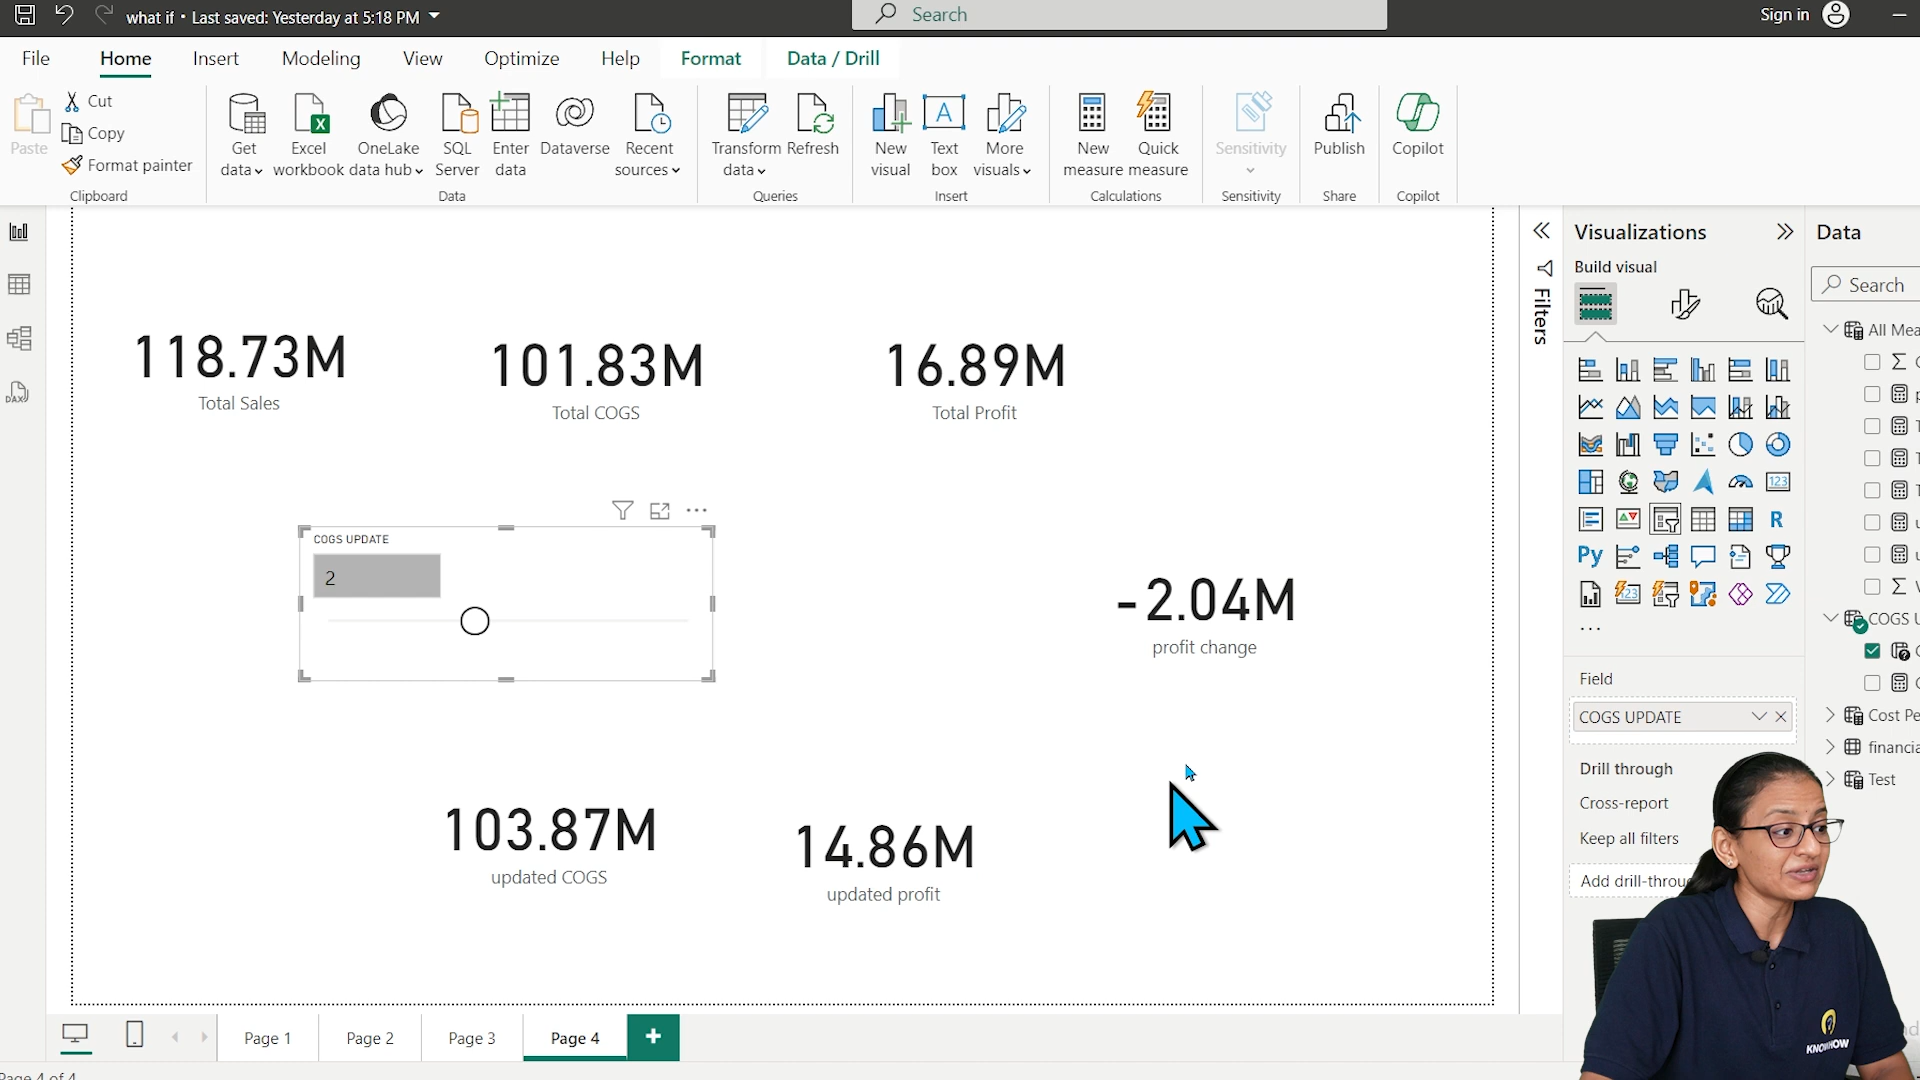 what if • Last saved: Yesterday at 5:18 PM
Search
Sign in
File
Home
Insert
Modeling
View
Optimize
Help
Format
Data / Drill
Paste
Cut
Copy
Format painter
Clipboard
Get data
Excel workbook
OneLake data hub
SQL Server
Enter data
Dataverse
Recent sources
Data
Transform data
Refresh
Queries
New visual
Text box
More visuals
Insert
New measure
Quick measure
Calculations
Sensitivity
Sensitivity
Publish
Share
Copilot
Copilot
DAX
118.73M
Total Sales
101.83M
Total COGS
16.89M
Total Profit
COGS UPDATE
2
-2.04M
profit change
103.87M
updated COGS
14.86M
updated profit
Filters
Visualizations
Build visual
123
R
Py
123
Field
COGS UPDATE
Drill through
Cross-report
Keep all filters
Add drill-throu
Data
Search
All Mea
COGS U
Cost Pe
financia
Test
KNOWHOW
Page 1
Page 2
Page 3
Page 4
Page 4 of 4